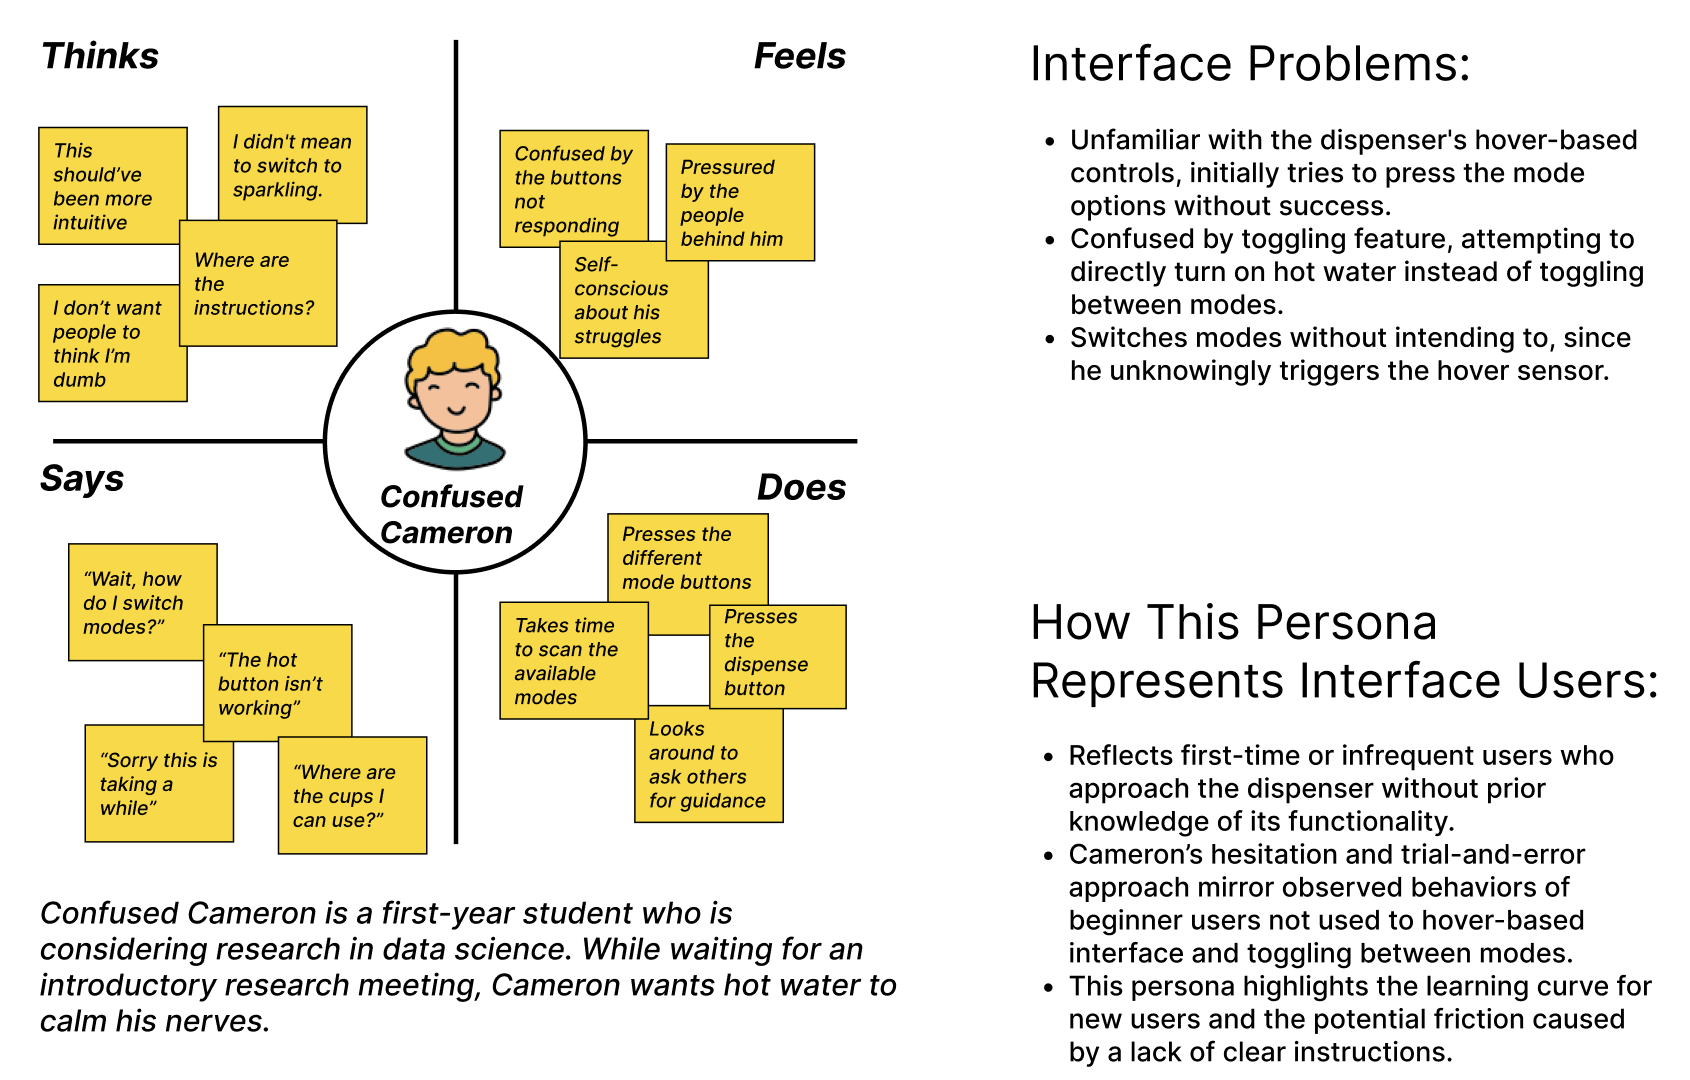 Thinks
This
should’ve
been more
intuitive
I didn't mean
to switch to
sparkling.
Where are
the
instructions?
I don’t want
people to
think I’m
dumb
Feels
Confused by
the buttons
not
responding
Pressured
by the
people
behind him
Self-
conscious
about his
struggles
Confused
Cameron
Says
“Wait, how
do I switch
modes?”
“The hot
button isn’t
working”
“Sorry this is
taking a
while”
“Where are
the cups I
can use?”
Does
Presses the
different
mode buttons
Takes time
to scan the
available
modes
Presses
the
dispense
button
Looks
around to
ask others
for guidance
Confused Cameron is a first-year student who is
considering research in data science. While waiting for an
introductory research meeting, Cameron wants hot water to
calm his nerves.
Interface Problems:
• Unfamiliar with the dispenser's hover-based
controls, initially tries to press the mode
options without success.
• Confused by toggling feature, attempting to
directly turn on hot water instead of toggling
between modes.
• Switches modes without intending to, since
he unknowingly triggers the hover sensor.
How This Persona
Represents Interface Users:
• Reflects first-time or infrequent users who
approach the dispenser without prior
knowledge of its functionality.
• Cameron’s hesitation and trial-and-error
approach mirror observed behaviors of
beginner users not used to hover-based
interface and toggling between modes.
• This persona highlights the learning curve for
new users and the potential friction caused
by a lack of clear instructions.